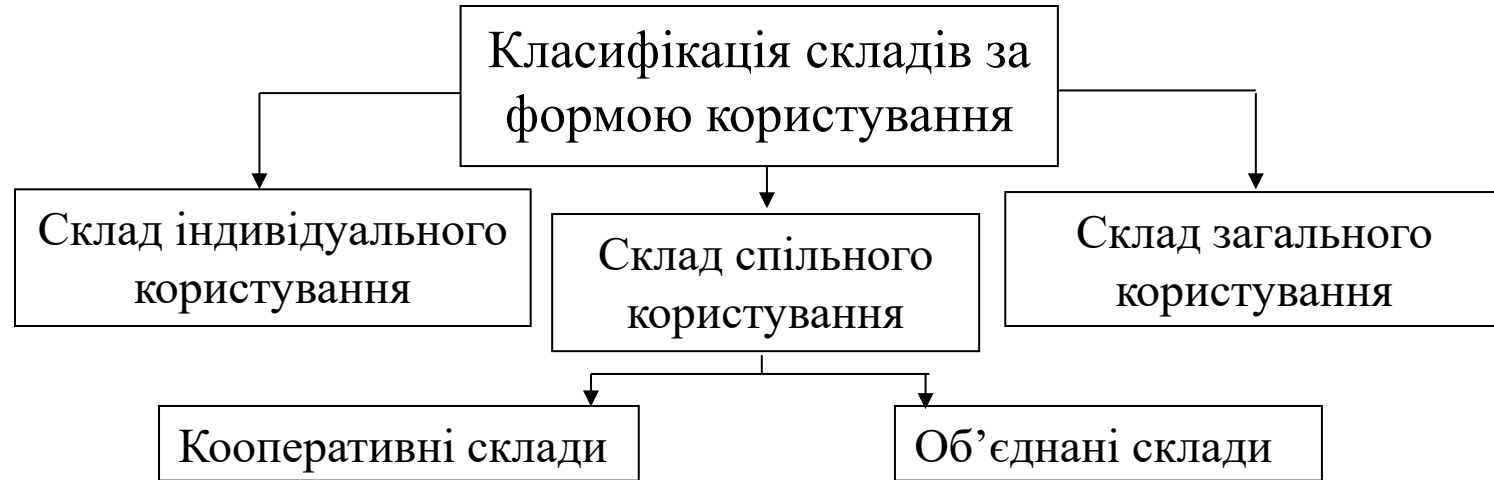 Класифікація складів за
формою користування
Склад індивідуального
користування
Склад спільного
користування
Склад загального
користування
Кооперативні склади
Об’єднані склади